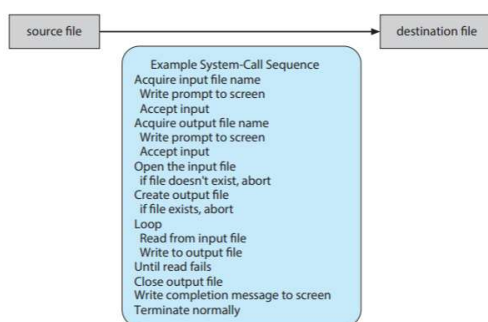 source file
destination file
Example System-Call Sequence
Acquire input file name
Write prompt to screen
Accept input
Acquire output file name
Write prompt to screen
Accept input
Open the input file
if file doesn't exist, abort
Create output file
if file exists, abort
Loop
Read from input file
Write to output file
Until read fails
Close output file
Write completion message to screen
Terminate normally